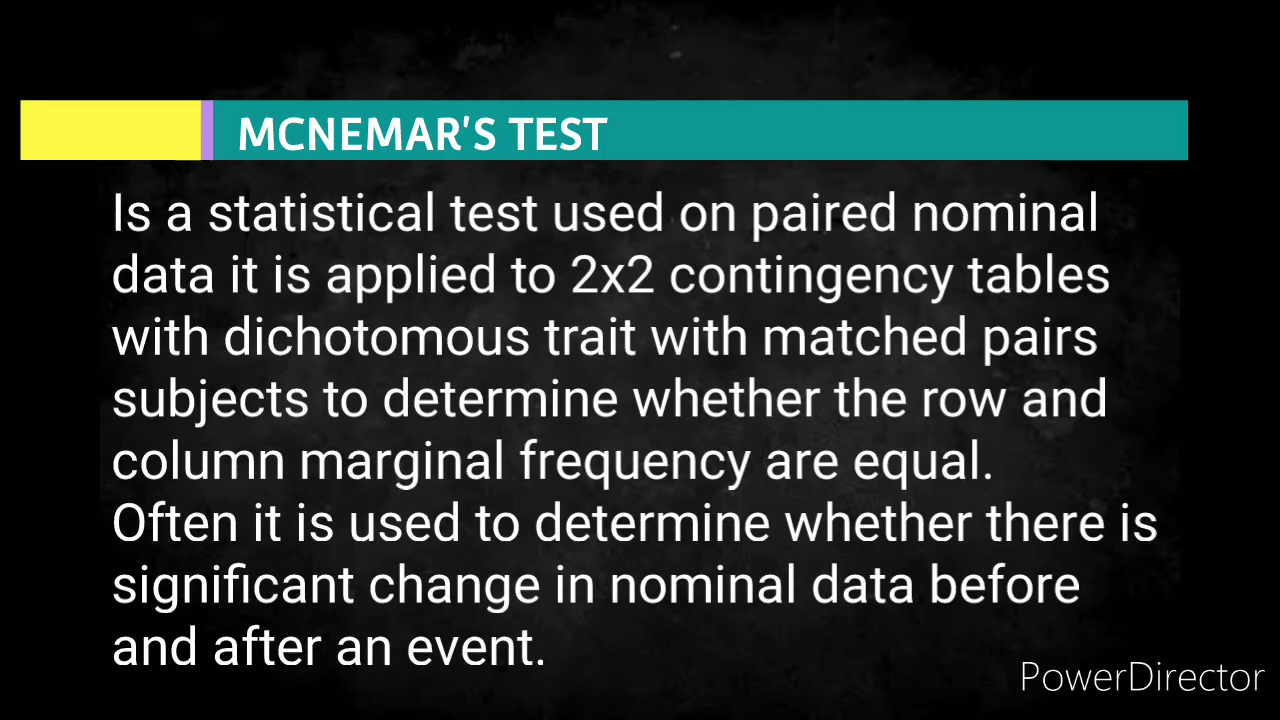 MCNEMAR'S TEST
Is a statistical test used on paired nominal
data it is applied to 2x2 contingency tables
with dichotomous trait with matched pairs
subjects to determine whether the row and
column marginal frequency are equal.
Often it is used to determine whether there is
significant change in nominal data before
and after an event.
PowerDirector